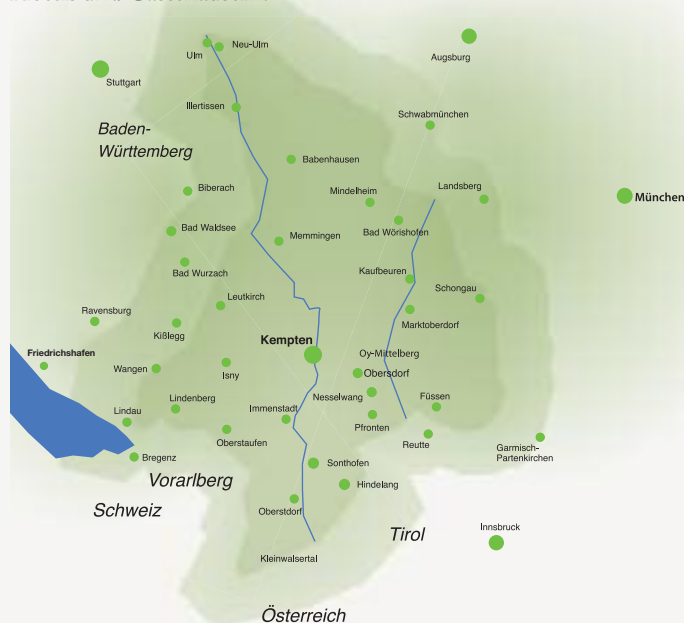 Ulm
Neu-Ulm
Augsburg
Stuttgart
Illertissen
Schwabmünchen
Baden-
Württemberg
Babenhausen
Biberach
Mindelheim
Landsberg
München
Bad Waldsee
Memmingen
Bad Wörishofen
Bad Wurzach
Kaufbeuren
Leutkirch
Schongau
Ravensburg
Kißlegg
Marktoberdorf
Kempten
Friedrichshafen
Wangen
Isny
Oy-Mittelberg
Obersdorf
Nesselwang
Füssen
Lindau
Lindenberg
Immenstadt
Pfronten
Oberstaufen
Reutte
Garmisch-
Partenkirchen
Bregenz
Sonthofen
Vorarlberg
Hindelang
Schweiz
Oberstdorf
Tirol
Innsbruck
Kleinwalsertal
Österreich